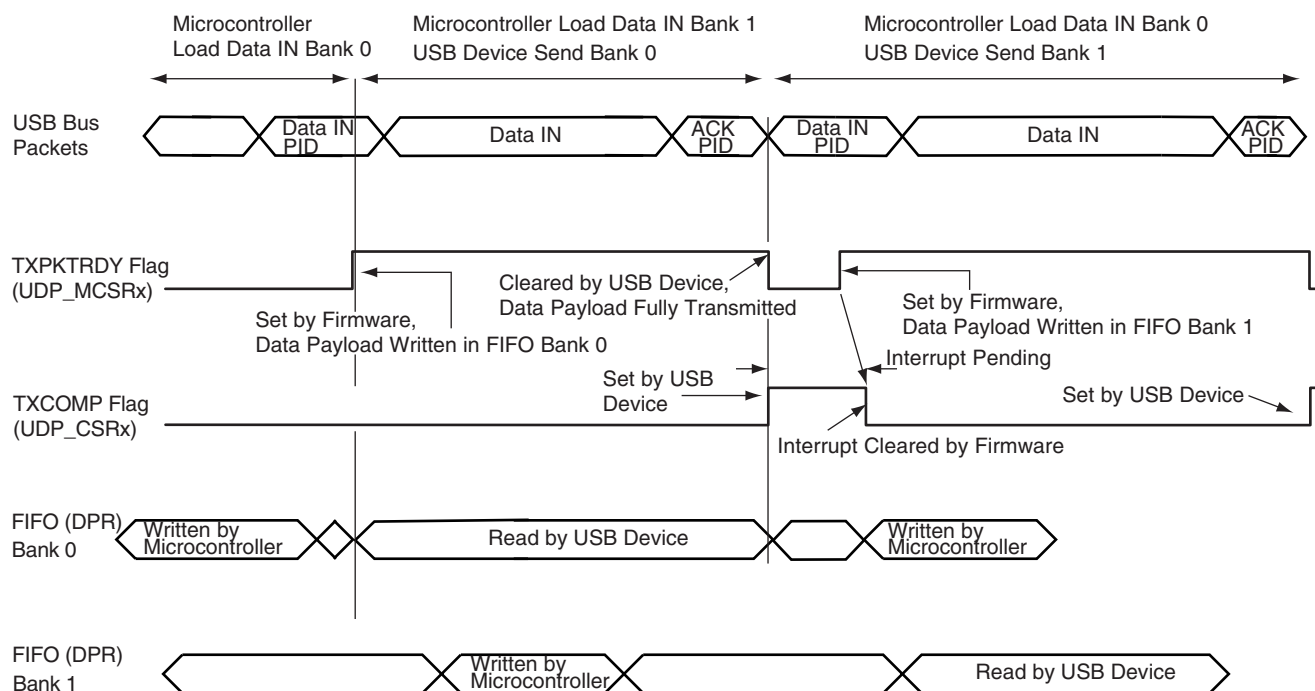 Microcontroller
Load Data IN Bank 0
Microcontroller Load Data IN Bank 1
USB Device Send Bank 0
Microcontroller Load Data IN Bank 0
USB Device Send Bank 1
USB Bus
Packets
Data IN
PID
Data IN
ACK
PID
Data IN
PID
Data IN
ACK
PID
TXPKTRDY Flag
(UDP_MCSRx)
Set by Firmware,
Data Payload Written in FIFO Bank 0
Cleared by USB Device,
Data Payload Fully Transmitted
Set by Firmware,
Data Payload Written in FIFO Bank 1
Interrupt Pending
TXCOMP Flag
(UDP_CSRx)
Set by USB
Device
Set by USB Device
Interrupt Cleared by Firmware
FIFO (DPR)
Bank 0
Written by
Microcontroller
Read by USB Device
Written by
Microcontroller
FIFO (DPR)
Bank 1
Written by
Microcontroller
Read by USB Device